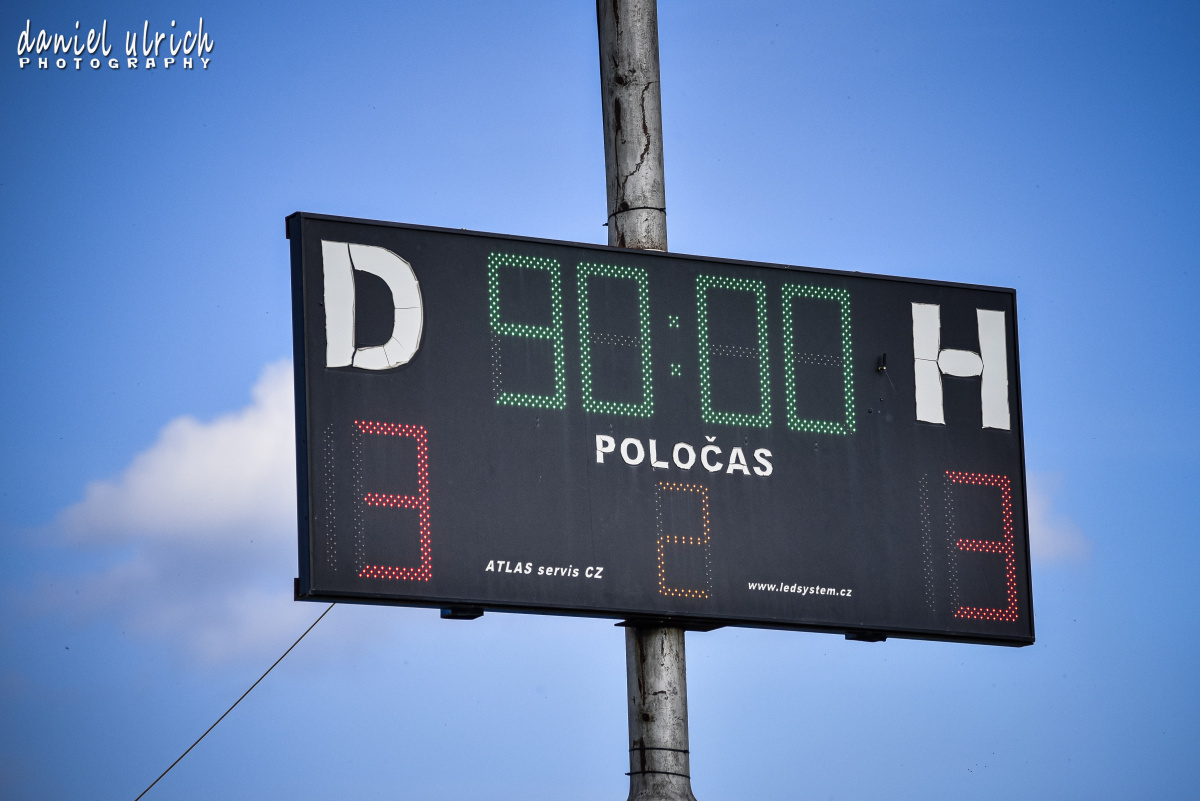 daniel ulrich
PHOTOGRAPHY
D 90:00 H
POLOČAS
3 2 3
ATLAS servis CZ www.ledsystem.cz